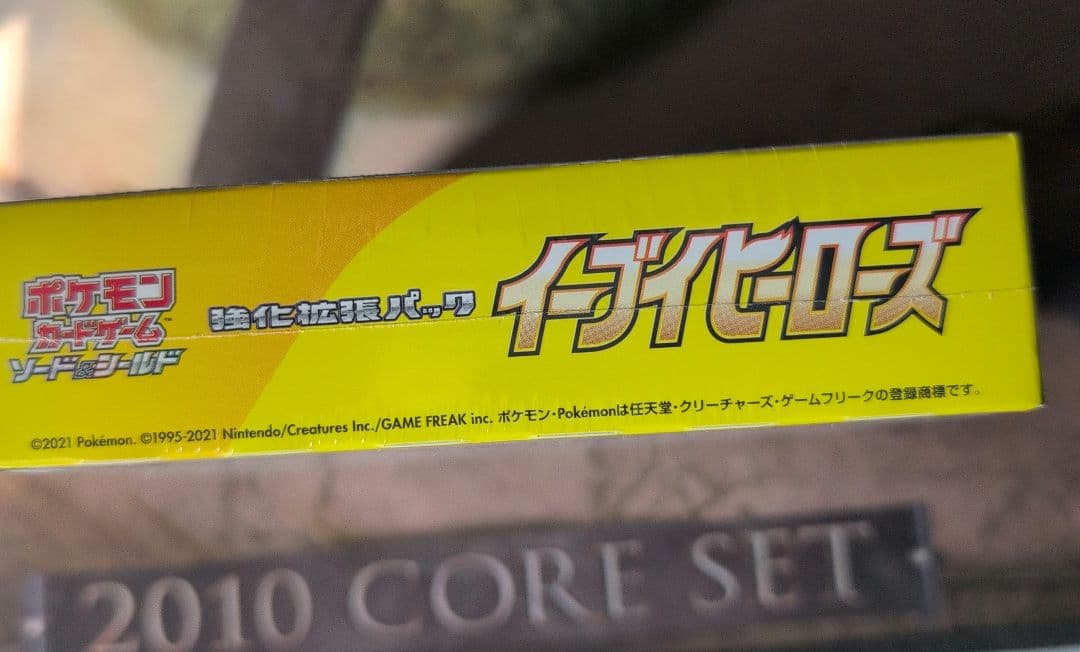 ポケモン
カードゲーム™
ソード&シールド
強化拡張パック
イーブイヒーローズ
©2021 Pokémon. ©1995-2021 Nintendo/Creatures Inc./GAME FREAK inc. ポケモン・Pokémonは任天堂・クリーチャーズ・ゲームフリークの登録商標です。
2010 CORE SET